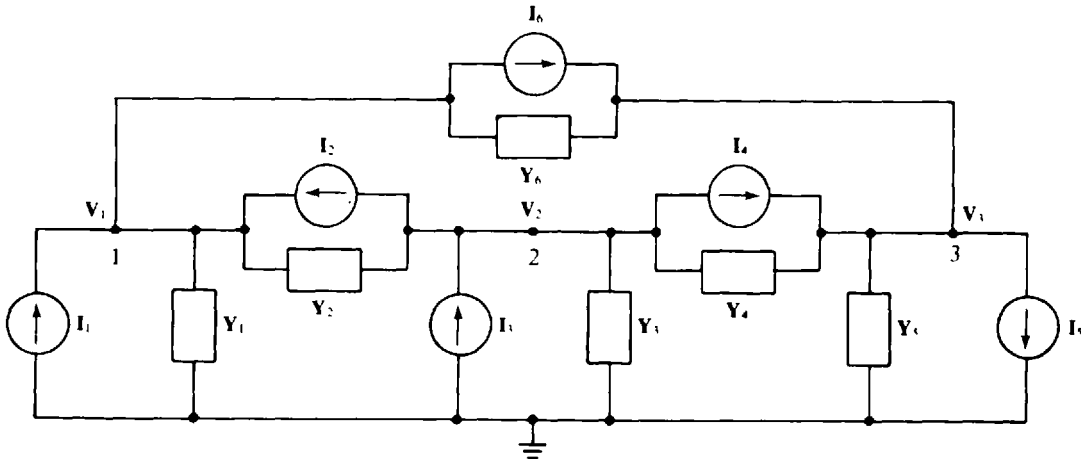 I₆
Y₆
I₂
I₄
V₁
V₂
V₃
1
2
3
Y₂
Y₄
I₁
Y₁
I₃
Y₃
Y₅
I₅